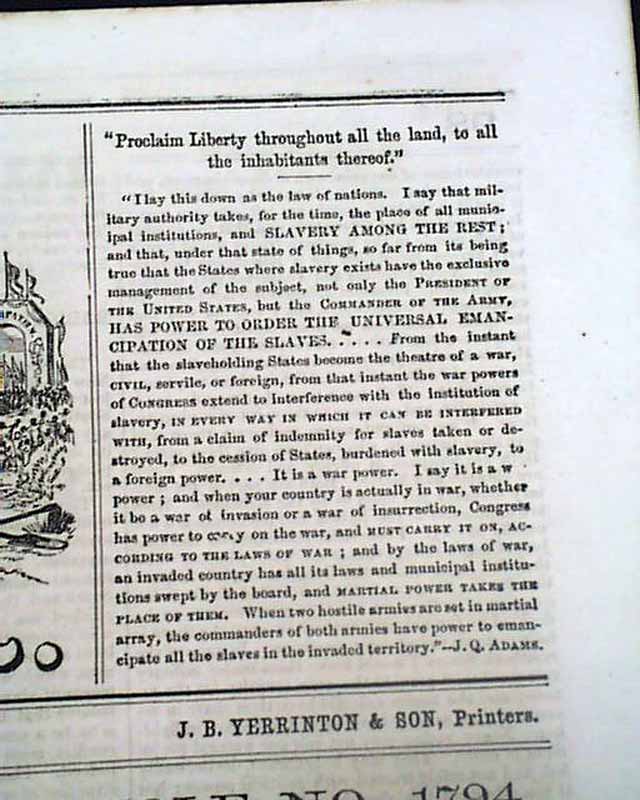 "Proclaim Liberty throughout all the land, to all
the inhabitants thereof."
"I lay this down as the law of nations. I say that mil-
itary authority takes, for the time, the place of all munic-
ipal institutions, and SLAVERY AMONG THE REST;
and that, under that state of things, so far from its being
true that the States where slavery exists have the exclusive
management of the subject, not only the PRESIDENT OF
THE UNITED STATES, but the COMMANDER OF THE ARMY,
HAS POWER TO ORDER THE UNIVERSAL EMAN-
CIPATION OF THE SLAVES. . . . . From the instant
that the slaveholding States become the theatre of a war,
CIVIL, servile, or foreign, from that instant the war powers
of CONGRESS extend to interference with the institution of
slavery, IN EVERY WAY IN WHICH IT CAN BE INTERFERED
WITH, from a claim of indemnity for slaves taken or de-
stroyed, to the cession of States, burdened with slavery, to
a foreign power. . . . It is a war power. I say it is a w
power; and when your country is actually in war, whether
it be a war of invasion or a war of insurrection, Congress
has power to carry on the war, and MUST CARRY IT ON, AC-
CORDING TO THE LAWS OF WAR; and by the laws of war,
an invaded country has all its laws and municipal institu-
tions swept by the board, and MARTIAL POWER TAKES THE
PLACE OF THEM. When two hostile armies are set in martial
array, the commanders of both armies have power to eman-
cipate all the slaves in the invaded territory."—J. Q. ADAMS.
J. B. YERRINTON & SON, Printers.
NO. 1794.